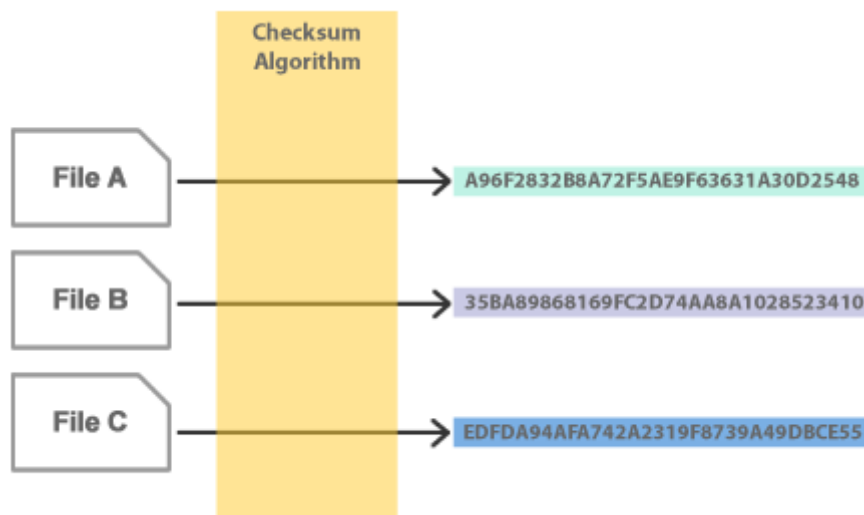 Checksum
Algorithm
File A
A96F2832B8A72F5AE9F63631A30D2548
File B
35BA89868169FC2D74AA8A1028523410
File C
EDFDA94AFA742A2319F8739A49DBCE55